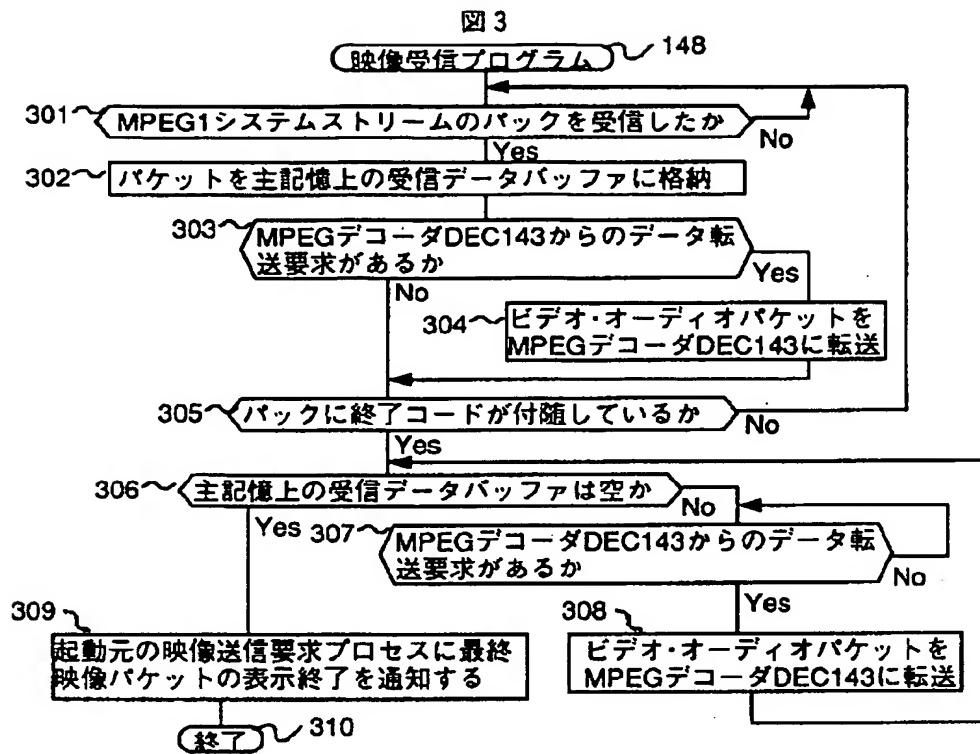 図3
映像受信プログラム
148
301
MPEG1システムストリームのパックを受信したか
No
Yes
302
パケットを主記憶上の受信データバッファに格納
303
MPEGデコーダDEC143からのデータ転
送要求があるか
Yes
No
304
ビデオ・オーディオパケットを
MPEGデコーダDEC143に転送
305
パックに終了コードが付随しているか
No
Yes
306
主記憶上の受信データバッファは空か
No
Yes
307
MPEGデコーダDEC143からのデータ転
送要求があるか
No
Yes
309
起動元の映像送信要求プロセスに最終
映像パケットの表示終了を通知する
308
ビデオ・オーディオパケットを
MPEGデコーダDEC143に転送
終了
310